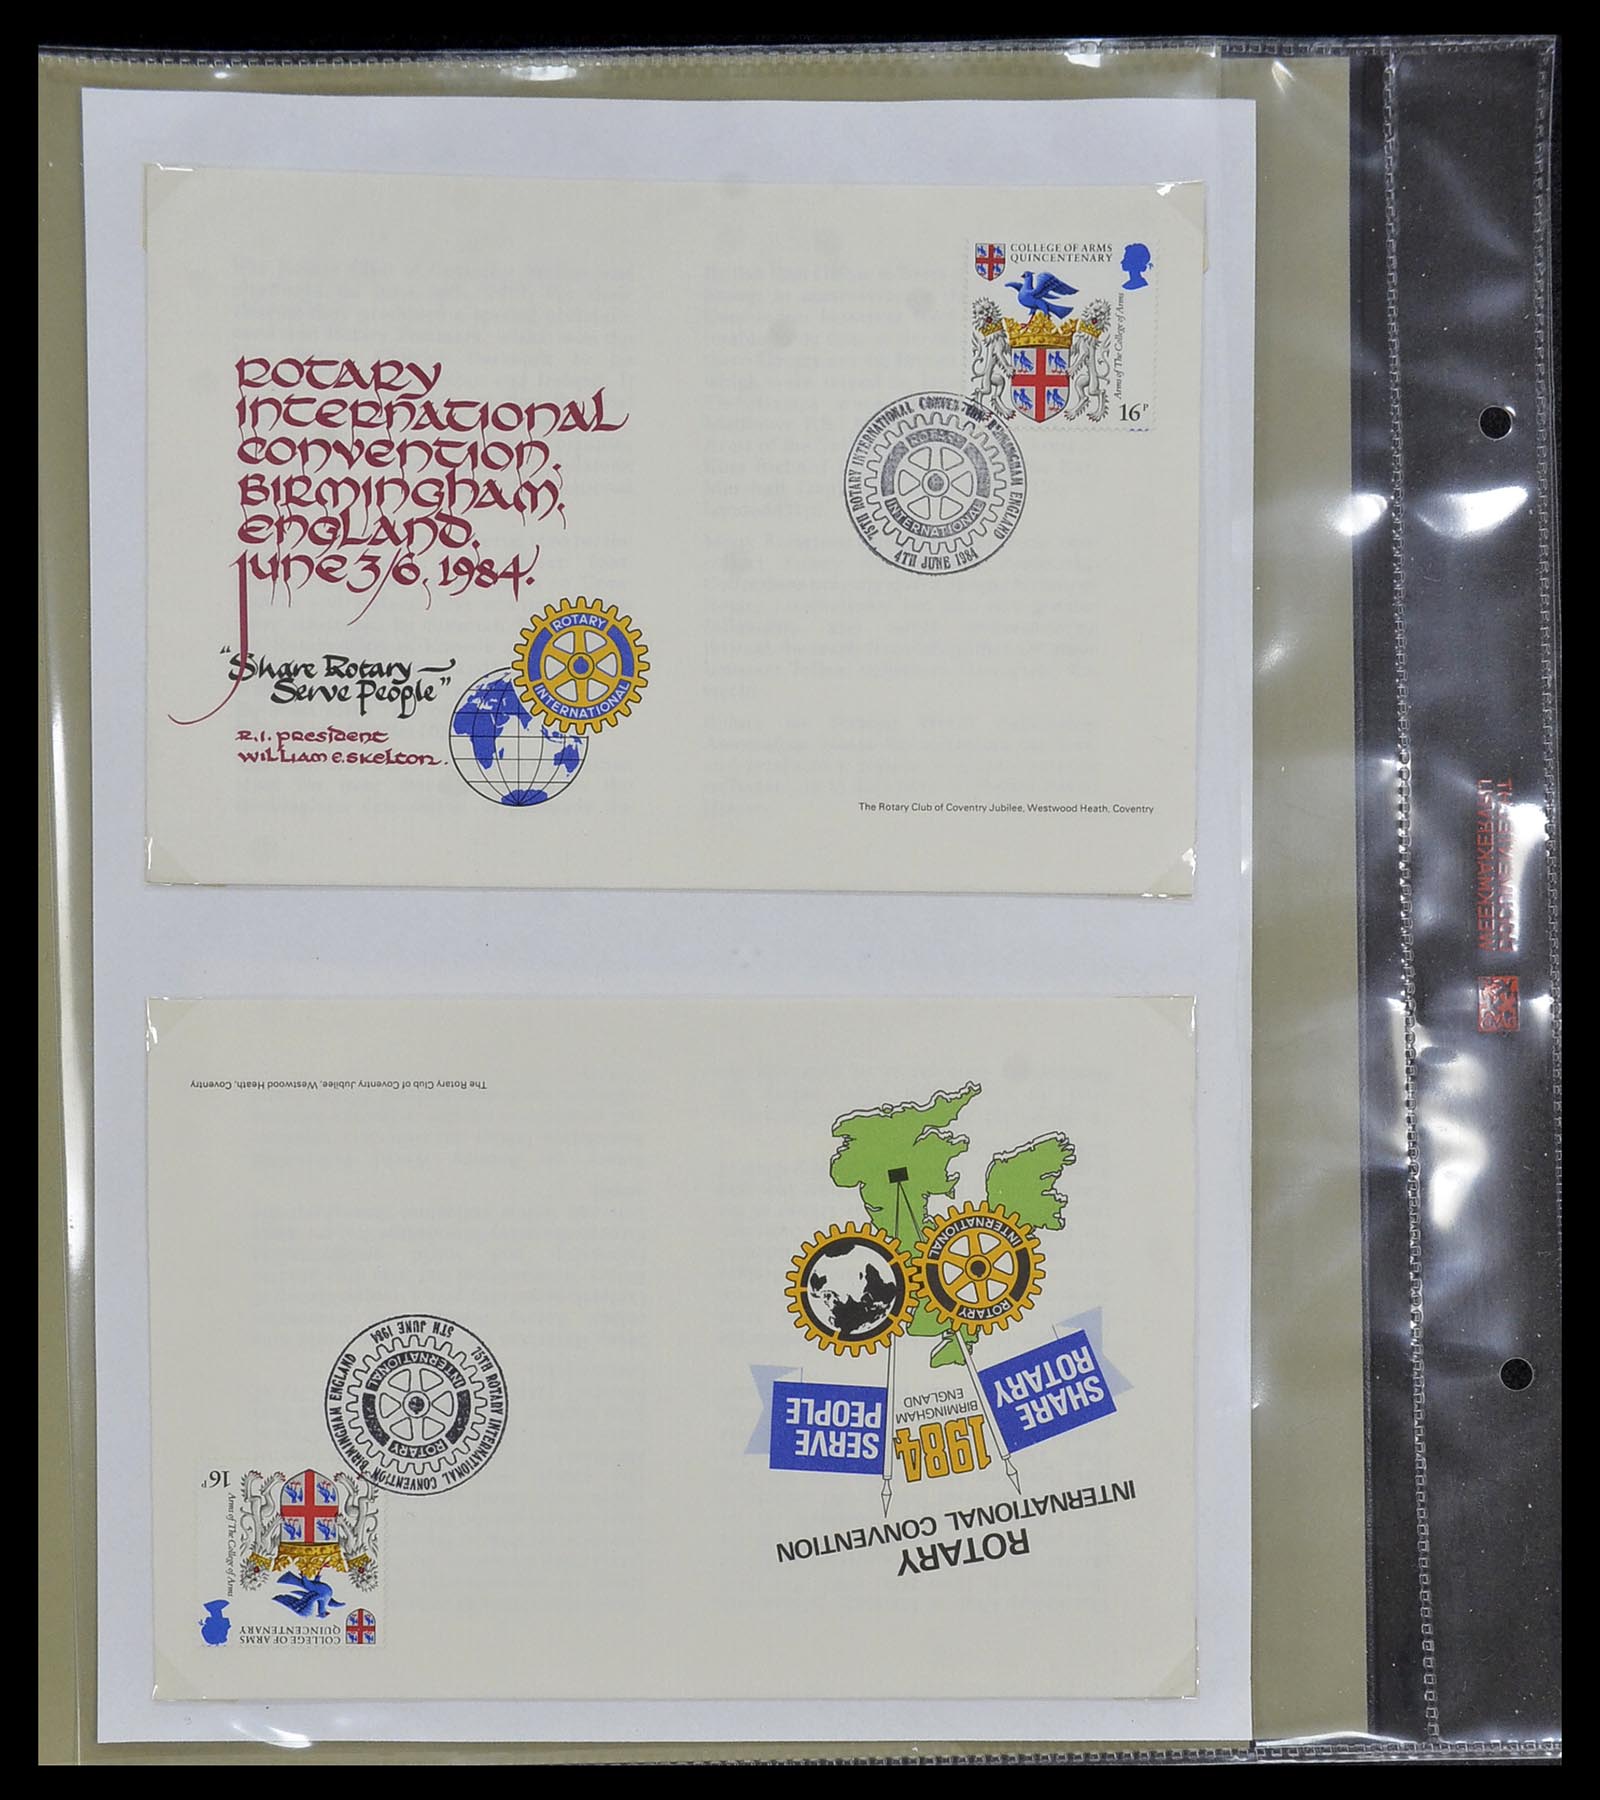 COLLEGE OF ARMS
QUINCENTENARY
Arms of The College of Arms
16P
75TH ROTARY INTERNATIONAL CONVENTION BIRMINGHAM ENGLAND
4TH JUNE 1984
ROTARY
INTERNATIONAL
ROTARY
INTERNATIONAL
CONVENTION.
BIRMINGHAM.
ENGLAND.
JUNE 3/6, 1984.
ROTARY
INTERNATIONAL
"Share Rotary —
Serve People"
R.I. PRESIDENT
WILLIAM E. SKELTON.
The Rotary Club of Coventry Jubilee, Westwood Heath, Coventry
ROTARY
INTERNATIONAL CONVENTION
1984
BIRMINGHAM
ENGLAND
SHARE
ROTARY
SERVE
PEOPLE
ROTARY
INTERNATIONAL
COLLEGE OF ARMS
QUINCENTENARY
Arms of The College of Arms
16P
75TH ROTARY INTERNATIONAL CONVENTION BIRMINGHAM ENGLAND
5TH JUNE 1984
ROTARY
INTERNATIONAL
The Rotary Club of Coventry Jubilee, Westwood Heath, Coventry